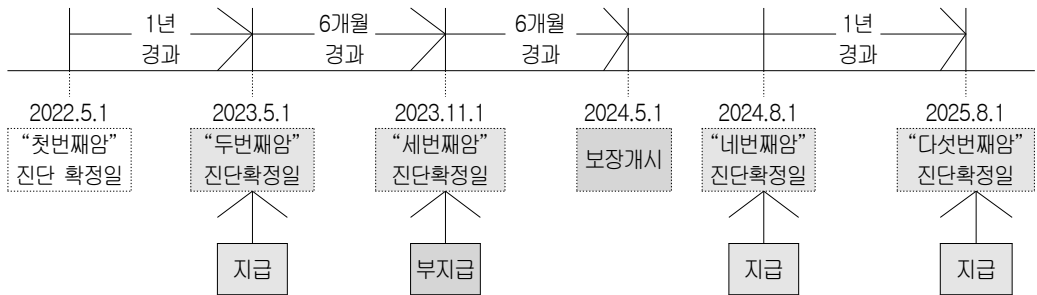 1년
경과
6개월
경과
6개월
경과
1년
경과
2022.5.1
“첫번째암”
진단 확정일
2023.5.1
“두번째암”
진단확정일
2023.11.1
“세번째암”
진단확정일
2024.5.1
보장개시
2024.8.1
“네번째암”
진단확정일
2025.8.1
“다섯번째암”
진단확정일
지급
부지급
지급
지급